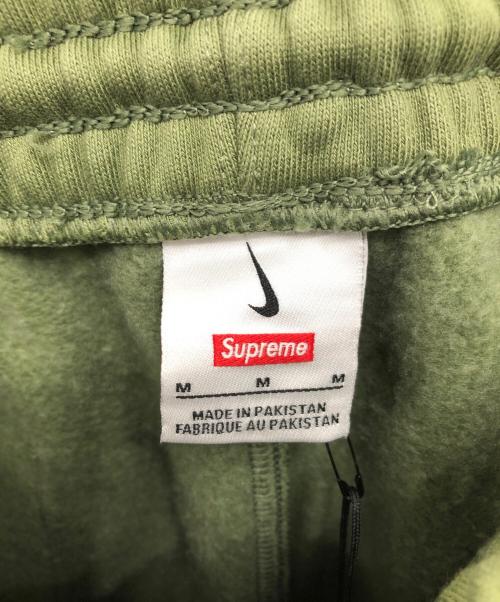 Supreme
M M M
MADE IN PAKISTAN
FABRIQUE AU PAKISTAN